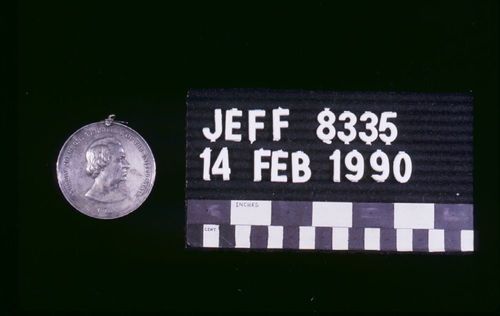 JEFF 8335
14 FEB 1990
INCHES
CENT